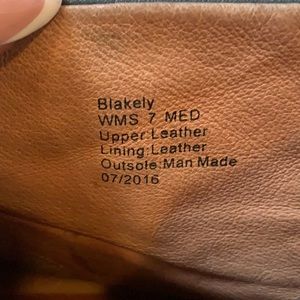 Blakely
WMS 7 MED
Upper:Leather
Lining:Leather
Outsole:Man Made
07/2016